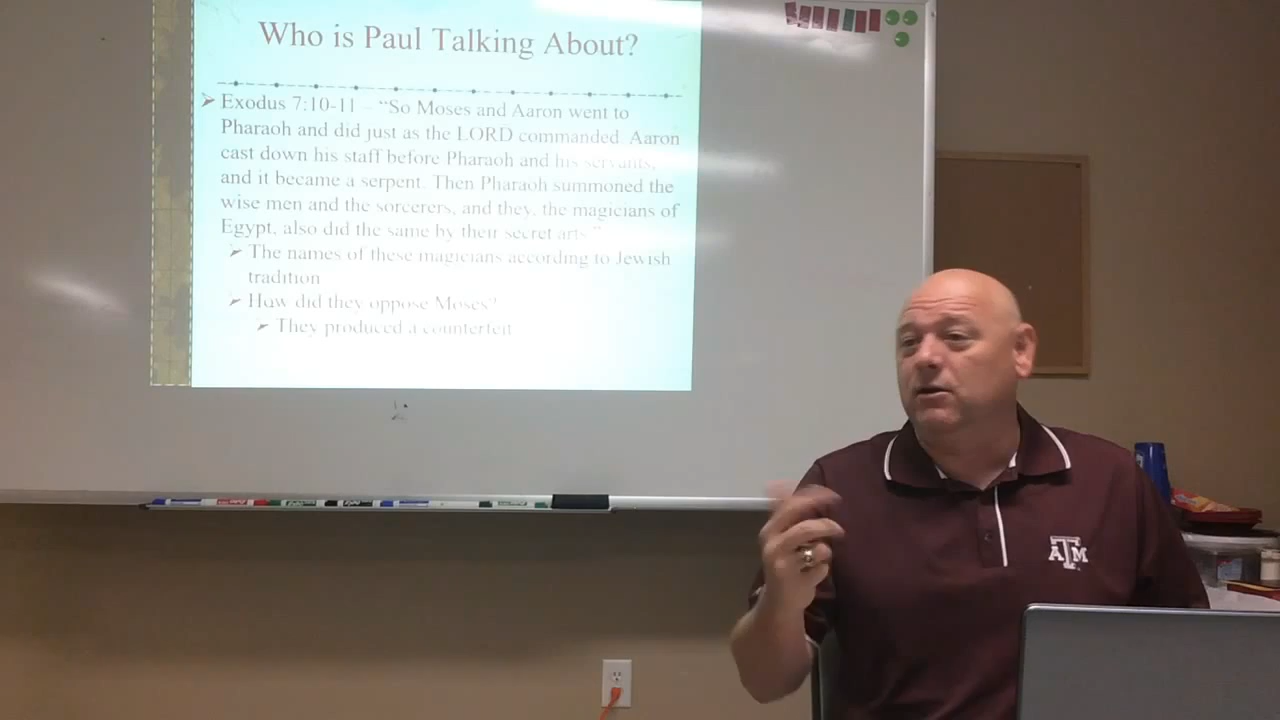 Who is Paul Talking About?
Exodus 7:10-11 – “So Moses and Aaron went to
Pharaoh and did just as the LORD commanded. Aaron
cast down his staff before Pharaoh and his servants,
and it became a serpent. Then Pharaoh summoned the
wise men and the sorcerers, and they, the magicians of
Egypt, also did the same by their secret arts.”
The names of these magicians according to Jewish
tradition
How did they oppose Moses?
They produced a counterfeit
ATM